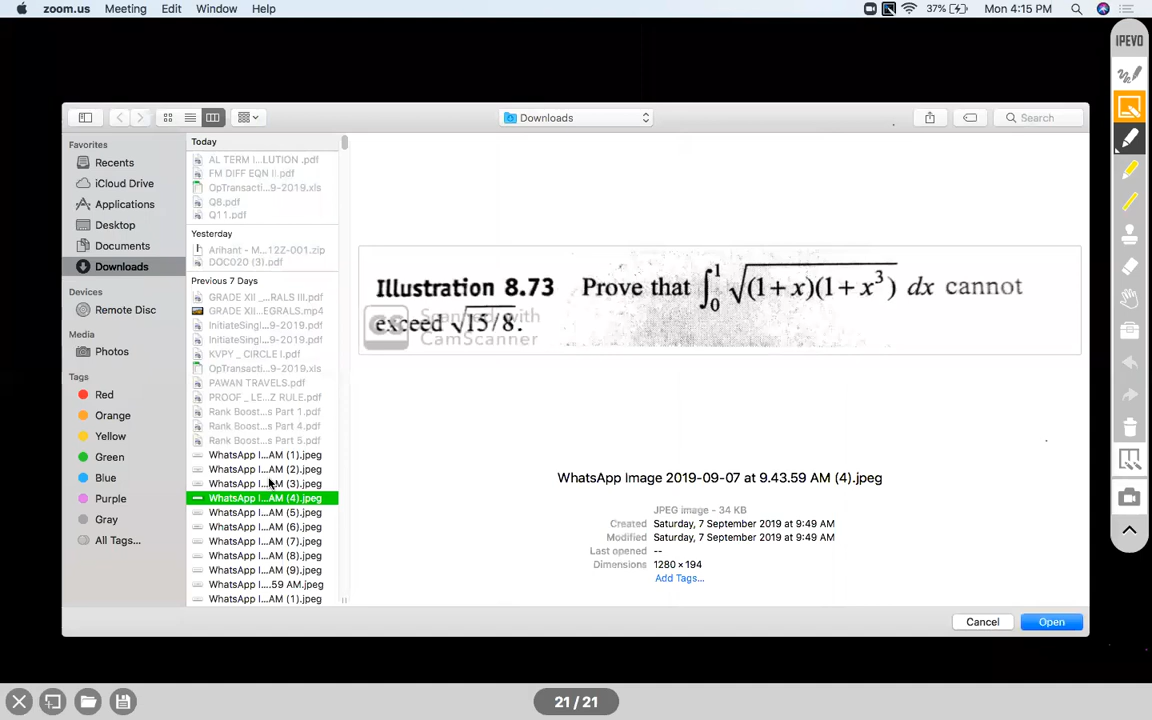 zoom.us Meeting Edit Window Help 37% Mon 4:15 PM
IPEVO
Downloads Search
Favorites
Recents
iCloud Drive
Applications
Desktop
Documents
Downloads
Devices
Remote Disc
Media
Photos
Tags
Red
Orange
Yellow
Green
Blue
Purple
Gray
All Tags...
Today
AL TERM I...LUTION .pdf
FM DIFF EQN II.pdf
OpTransacti...9-2019.xls
Q8.pdf
Q11.pdf
Yesterday
Arihant - M...12Z-001.zip
DOC020 (3).pdf
Previous 7 Days
GRADE XII _...RALS III.pdf
GRADE XII ...EGRALS.mp4
InitiateSingl...9-2019.pdf
InitiateSingl...9-2019.pdf
KVPY _ CIRCLE I.pdf
OpTransacti...9-2019.xls
PAWAN TRAVELS.pdf
PROOF _ LE...Z RULE.pdf
Rank Boost...s Part 1.pdf
Rank Boost...s Part 4.pdf
Rank Boost...s Part 5.pdf
WhatsApp I...AM (1).jpeg
WhatsApp I...AM (2).jpeg
WhatsApp I...AM (3).jpeg
WhatsApp I...AM (4).jpeg
WhatsApp I...AM (5).jpeg
WhatsApp I...AM (6).jpeg
WhatsApp I...AM (7).jpeg
WhatsApp I...AM (8).jpeg
WhatsApp I...AM (9).jpeg
WhatsApp I....59 AM.jpeg
WhatsApp I...AM (1).jpeg
Illustration 8.73 Prove that ∫₀¹ √((1+x)(1+x³)) dx cannot
exceed √15/8.
CS Scanned with
CamScanner
WhatsApp Image 2019-09-07 at 9.43.59 AM (4).jpeg
JPEG image - 34 KB
Created Saturday, 7 September 2019 at 9:49 AM
Modified Saturday, 7 September 2019 at 9:49 AM
Last opened --
Dimensions 1280 × 194
Add Tags...
Cancel Open
21 / 21